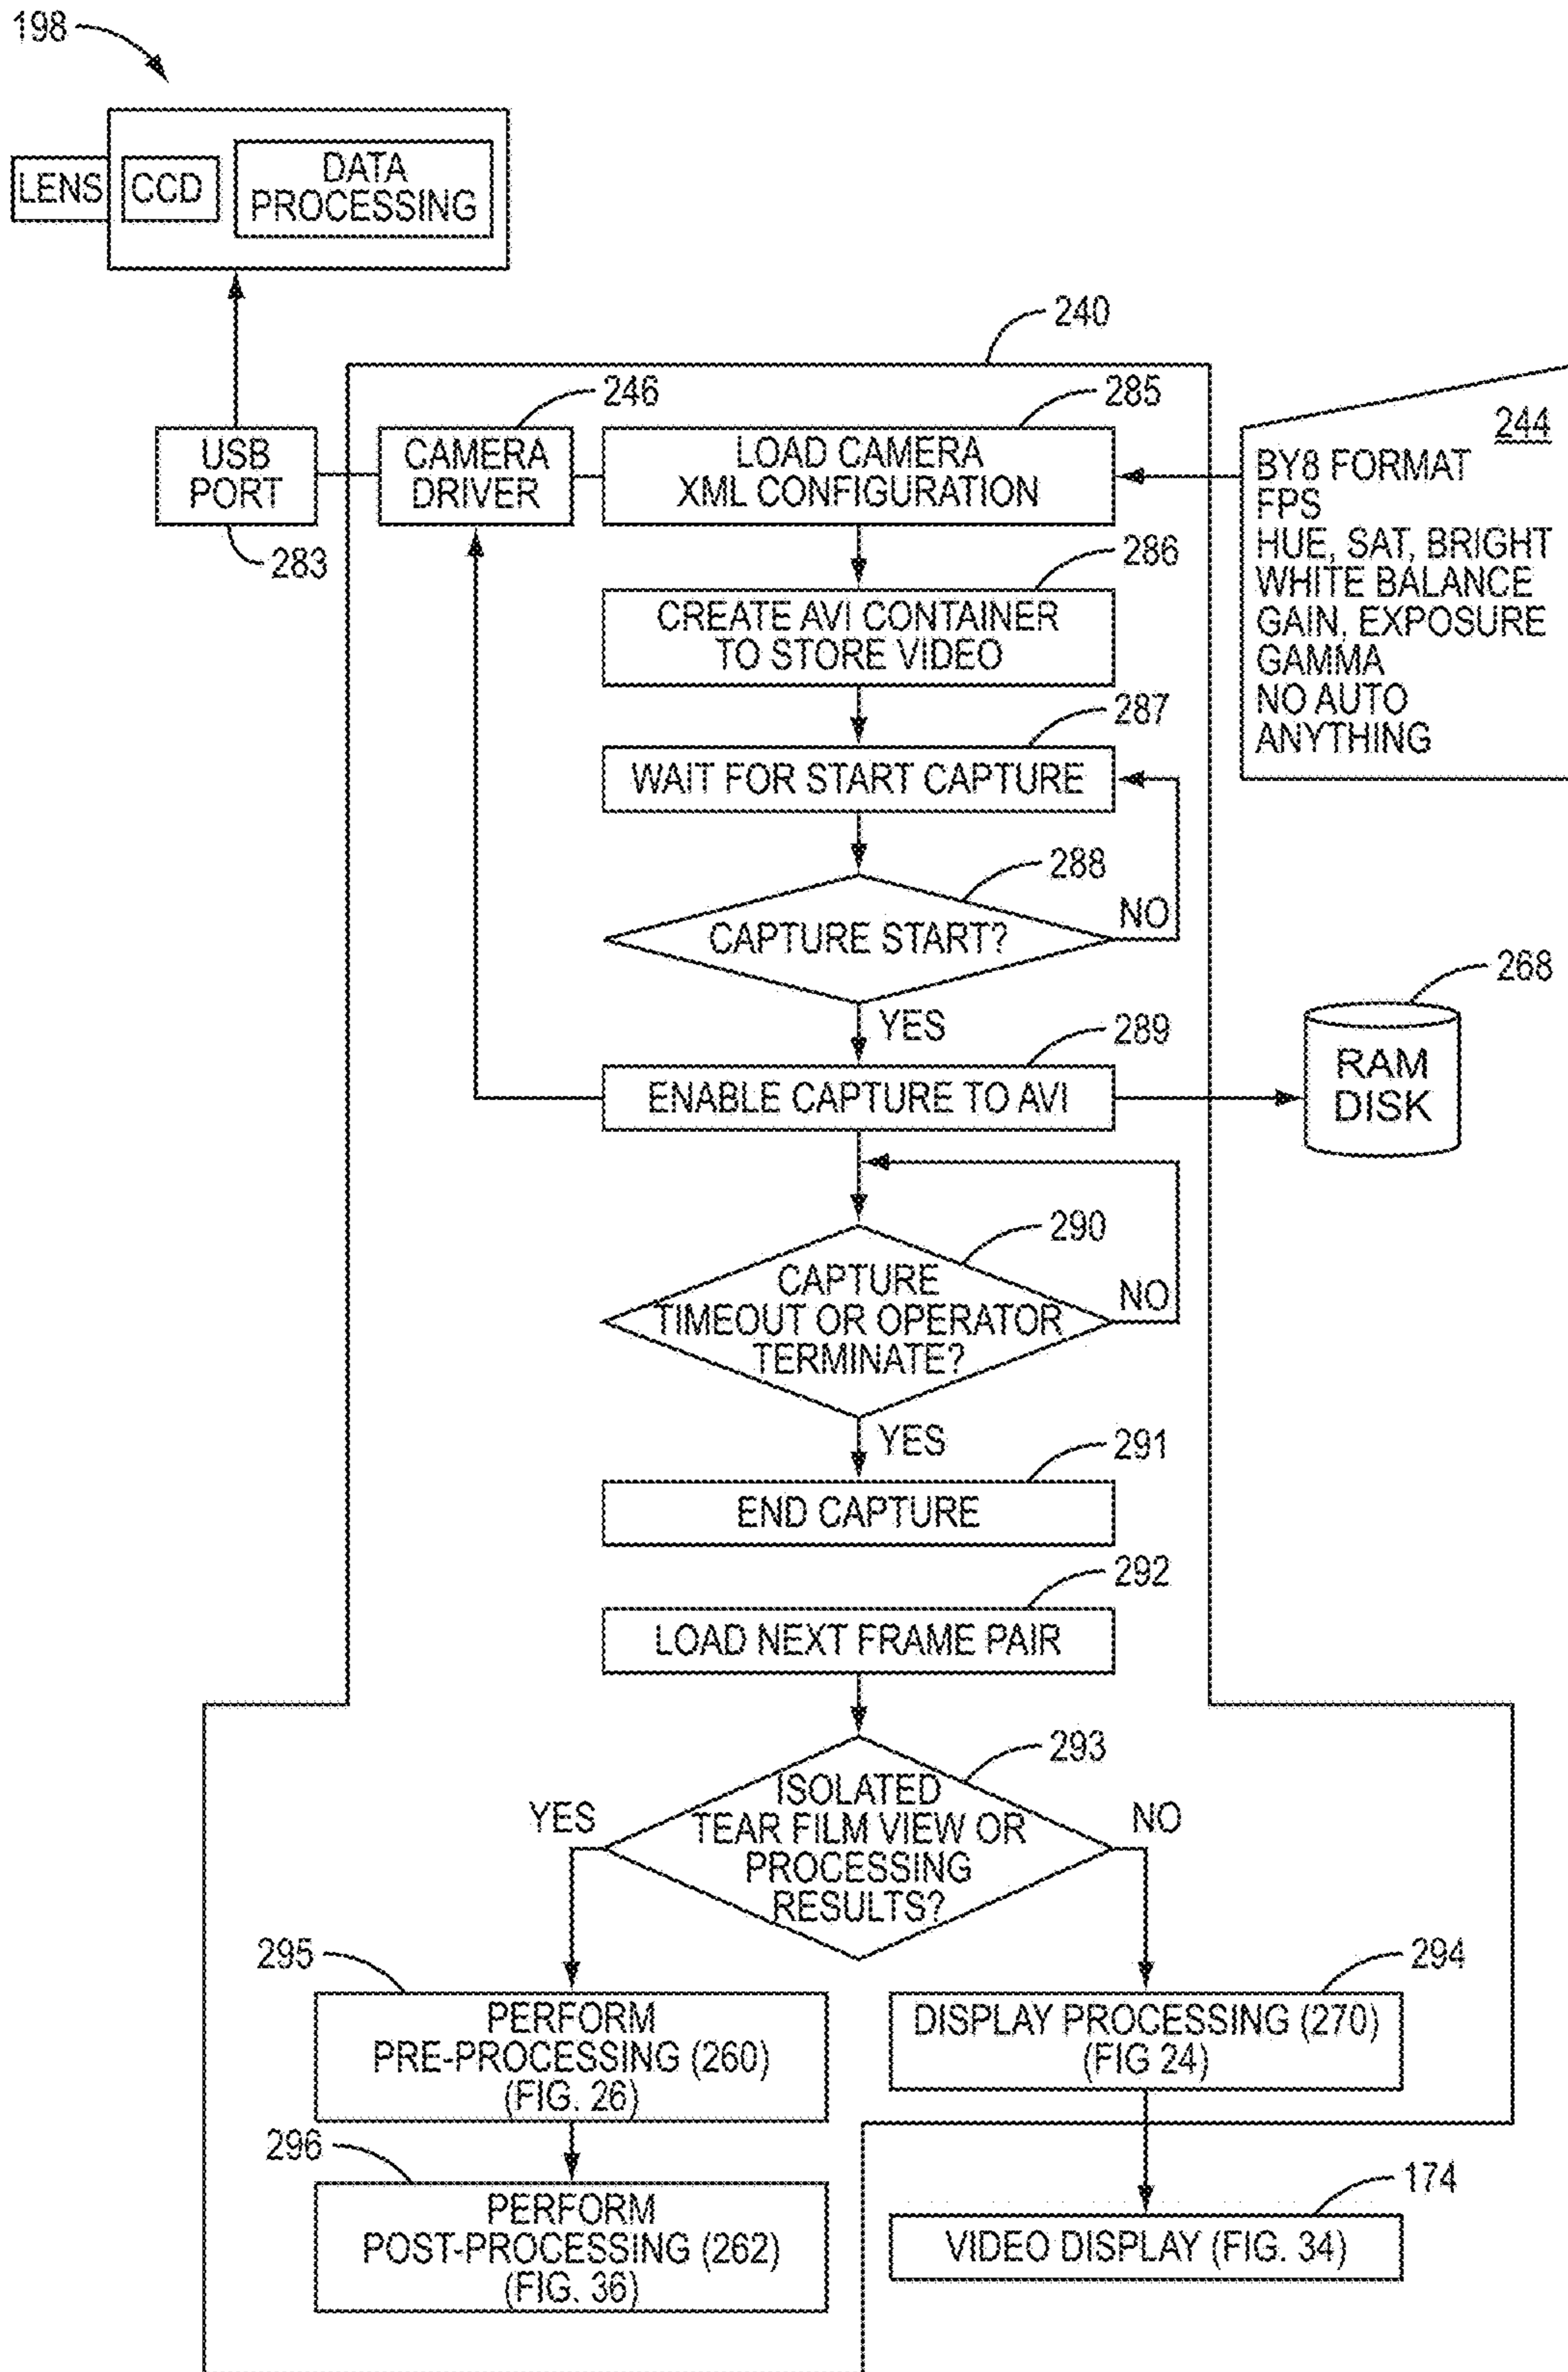 198
LENS
CCD
DATA
PROCESSING
240
246
285
244
USB
PORT
CAMERA
DRIVER
LOAD CAMERA
XML CONFIGURATION
BY8 FORMAT
FPS
HUE, SAT, BRIGHT
WHITE BALANCE
GAIN, EXPOSURE
GAMMA
NO AUTO
ANYTHING
283
286
CREATE AVI CONTAINER
TO STORE VIDEO
287
WAIT FOR START CAPTURE
288
NO
CAPTURE START?
YES
268
RAM
DISK
289
ENABLE CAPTURE TO AVI
290
CAPTURE
TIMEOUT OR OPERATOR
TERMINATE?
NO
YES
291
END CAPTURE
292
LOAD NEXT FRAME PAIR
293
YES
ISOLATED
TEAR FILM VIEW OR
PROCESSING
RESULTS?
NO
295
PERFORM
PRE-PROCESSING (260)
(FIG. 26)
294
DISPLAY PROCESSING (270)
(FIG 24)
296
PERFORM
POST-PROCESSING (262)
(FIG. 36)
174
VIDEO DISPLAY (FIG. 34)